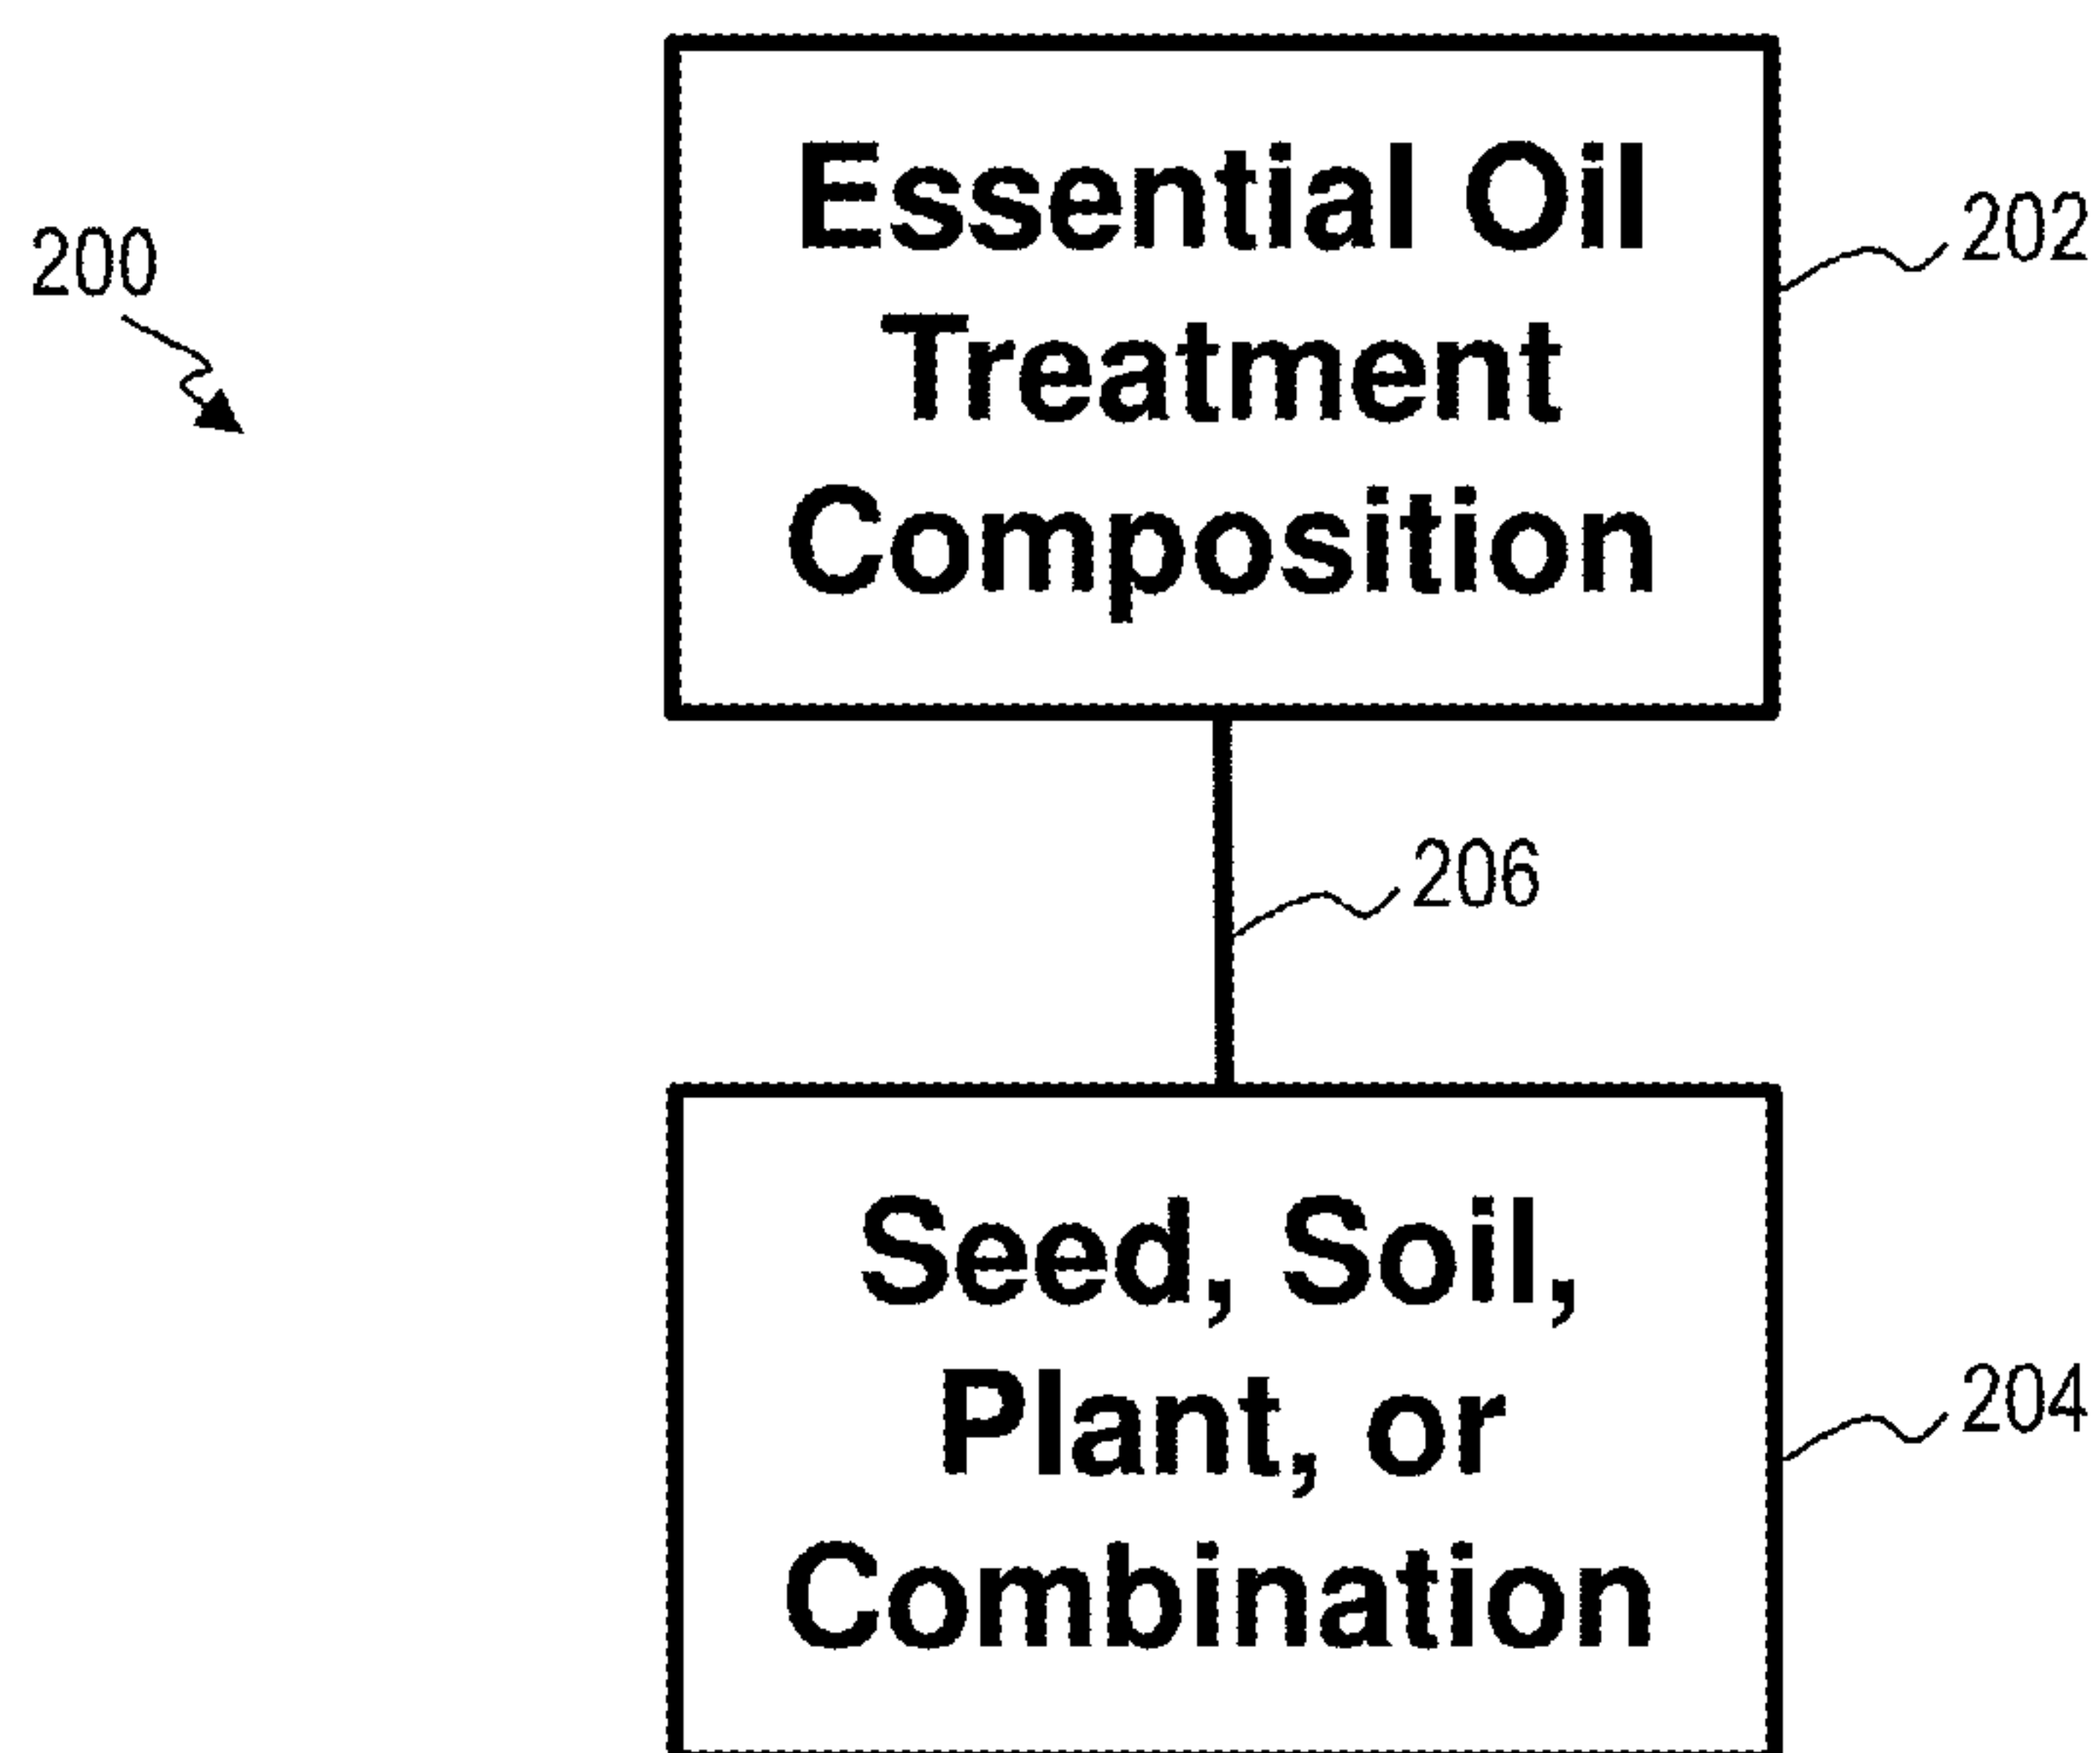 200
Essential Oil
Treatment
Composition
202
206
Seed, Soil,
Plant, or
Combination
204